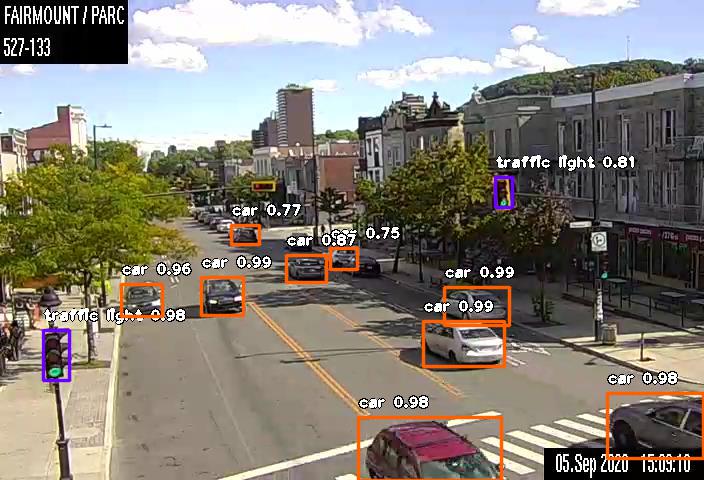 FAIRMOUNT / PARC
527-133
traffic light 0.81
car 0.77
car 0.75
car 0.87
car 0.96
car 0.99
car 0.99
car 0.99
traffic light 0.98
car 0.98
car 0.98
05.Sep 2020 15:09:10